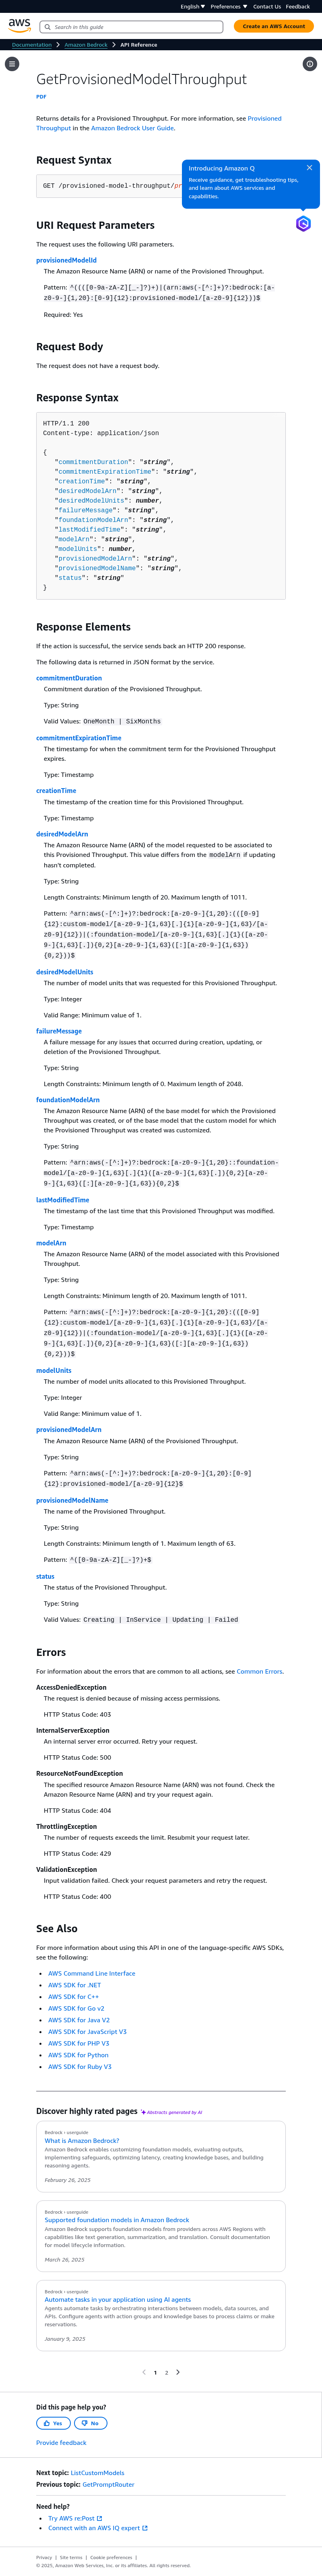 English Preferences Contact Us Feedback
aws Search in this guide Create an AWS Account
Documentation Amazon Bedrock API Reference
GetProvisionedModelThroughput
PDF
Returns details for a Provisioned Throughput. For more information, see Provisioned
Throughput in the Amazon Bedrock User Guide.
Introducing Amazon Q
Receive guidance, get troubleshooting tips,
and learn about AWS services and
capabilities.
Request Syntax
GET /provisioned-model-throughput/
URI Request Parameters
The request uses the following URI parameters.
provisionedModelId
The Amazon Resource Name (ARN) or name of the Provisioned Throughput.
Pattern: ^((([0-9a-zA-Z][_-]?)+)|(arn:aws(-[^:]+)?:bedrock:[a-
z0-9-]{1,20}:[0-9]{12}:provisioned-model/[a-z0-9]{12}))$
Required: Yes
Request Body
The request does not have a request body.
Response Syntax
HTTP/1.1 200
Content-type: application/json
{
"commitmentDuration": "string",
"commitmentExpirationTime": "string",
"creationTime": "string",
"desiredModelArn": "string",
"desiredModelUnits": number,
"failureMessage": "string",
"foundationModelArn": "string",
"lastModifiedTime": "string",
"modelArn": "string",
"modelUnits": number,
"provisionedModelArn": "string",
"provisionedModelName": "string",
"status": "string"
}
Response Elements
If the action is successful, the service sends back an HTTP 200 response.
The following data is returned in JSON format by the service.
commitmentDuration
Commitment duration of the Provisioned Throughput.
Type: String
Valid Values: OneMonth | SixMonths
commitmentExpirationTime
The timestamp for when the commitment term for the Provisioned Throughput
expires.
Type: Timestamp
creationTime
The timestamp of the creation time for this Provisioned Throughput.
Type: Timestamp
desiredModelArn
The Amazon Resource Name (ARN) of the model requested to be associated to
this Provisioned Throughput. This value differs from the modelArn if updating
hasn't completed.
Type: String
Length Constraints: Minimum length of 20. Maximum length of 1011.
Pattern: ^arn:aws(-[^:]+)?:bedrock:[a-z0-9-]{1,20}:(([0-9]
{12}:custom-model/[a-z0-9-]{1,63}[.]{1}[a-z0-9-]{1,63}/[a-
z0-9]{12})|(:foundation-model/[a-z0-9-]{1,63}[.]{1}([a-z0-
9-]{1,63}[.]){0,2}[a-z0-9-]{1,63}([:][a-z0-9-]{1,63})
{0,2}))$
desiredModelUnits
The number of model units that was requested for this Provisioned Throughput.
Type: Integer
Valid Range: Minimum value of 1.
failureMessage
A failure message for any issues that occurred during creation, updating, or
deletion of the Provisioned Throughput.
Type: String
Length Constraints: Minimum length of 0. Maximum length of 2048.
foundationModelArn
The Amazon Resource Name (ARN) of the base model for which the Provisioned
Throughput was created, or of the base model that the custom model for which
the Provisioned Throughput was created was customized.
Type: String
Pattern: ^arn:aws(-[^:]+)?:bedrock:[a-z0-9-]{1,20}::foundation-
model/[a-z0-9-]{1,63}[.]{1}([a-z0-9-]{1,63}[.]){0,2}[a-z0-
9-]{1,63}([:][a-z0-9-]{1,63}){0,2}$
lastModifiedTime
The timestamp of the last time that this Provisioned Throughput was modified.
Type: Timestamp
modelArn
The Amazon Resource Name (ARN) of the model associated with this Provisioned
Throughput.
Type: String
Length Constraints: Minimum length of 20. Maximum length of 1011.
Pattern: ^arn:aws(-[^:]+)?:bedrock:[a-z0-9-]{1,20}:(([0-9]
{12}:custom-model/[a-z0-9-]{1,63}[.]{1}[a-z0-9-]{1,63}/[a-
z0-9]{12})|(:foundation-model/[a-z0-9-]{1,63}[.]{1}([a-z0-
9-]{1,63}[.]){0,2}[a-z0-9-]{1,63}([:][a-z0-9-]{1,63})
{0,2}))$
modelUnits
The number of model units allocated to this Provisioned Throughput.
Type: Integer
Valid Range: Minimum value of 1.
provisionedModelArn
The Amazon Resource Name (ARN) of the Provisioned Throughput.
Type: String
Pattern: ^arn:aws(-[^:]+)?:bedrock:[a-z0-9-]{1,20}:[0-9]
{12}:provisioned-model/[a-z0-9]{12}$
provisionedModelName
The name of the Provisioned Throughput.
Type: String
Length Constraints: Minimum length of 1. Maximum length of 63.
Pattern: ^([0-9a-zA-Z][_-]?)+$
status
The status of the Provisioned Throughput.
Type: String
Valid Values: Creating | InService | Updating | Failed
Errors
For information about the errors that are common to all actions, see Common Errors.
AccessDeniedException
The request is denied because of missing access permissions.
HTTP Status Code: 403
InternalServerException
An internal server error occurred. Retry your request.
HTTP Status Code: 500
ResourceNotFoundException
The specified resource Amazon Resource Name (ARN) was not found. Check the
Amazon Resource Name (ARN) and try your request again.
HTTP Status Code: 404
ThrottlingException
The number of requests exceeds the limit. Resubmit your request later.
HTTP Status Code: 429
ValidationException
Input validation failed. Check your request parameters and retry the request.
HTTP Status Code: 400
See Also
For more information about using this API in one of the language-specific AWS SDKs,
see the following:
• AWS Command Line Interface
• AWS SDK for .NET
• AWS SDK for C++
• AWS SDK for Go v2
• AWS SDK for Java V2
• AWS SDK for JavaScript V3
• AWS SDK for PHP V3
• AWS SDK for Python
• AWS SDK for Ruby V3
Discover highly rated pages Abstracts generated by AI
Bedrock › userguide
What is Amazon Bedrock?
Amazon Bedrock enables customizing foundation models, evaluating outputs,
implementing safeguards, optimizing latency, creating knowledge bases, and building
reasoning agents.
February 26, 2025
Bedrock › userguide
Supported foundation models in Amazon Bedrock
Amazon Bedrock supports foundation models from providers across AWS Regions with
capabilities like text generation, summarization, and translation. Consult documentation
for model lifecycle information.
March 26, 2025
Bedrock › userguide
Automate tasks in your application using AI agents
Agents automate tasks by orchestrating interactions between models, data sources, and
APIs. Configure agents with action groups and knowledge bases to process claims or make
reservations.
January 9, 2025
1 2
Did this page help you?
Yes No
Provide feedback
Next topic: ListCustomModels
Previous topic: GetPromptRouter
Need help?
• Try AWS re:Post
• Connect with an AWS IQ expert
Privacy | Site terms | Cookie preferences |
© 2025, Amazon Web Services, Inc. or its affiliates. All rights reserved.